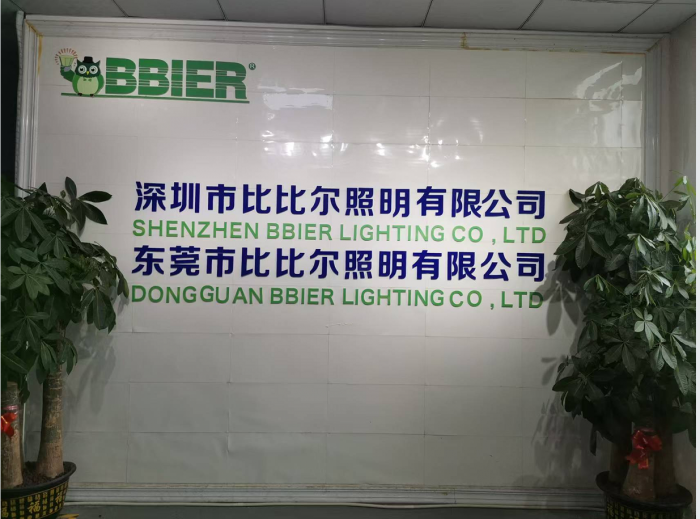 BBIER®
深圳市比比尔照明有限公司
SHENZHEN BBIER LIGHTING CO , LTD
东莞市比比尔照明有限公司
DONGGUAN BBIER LIGHTING CO , LTD
福